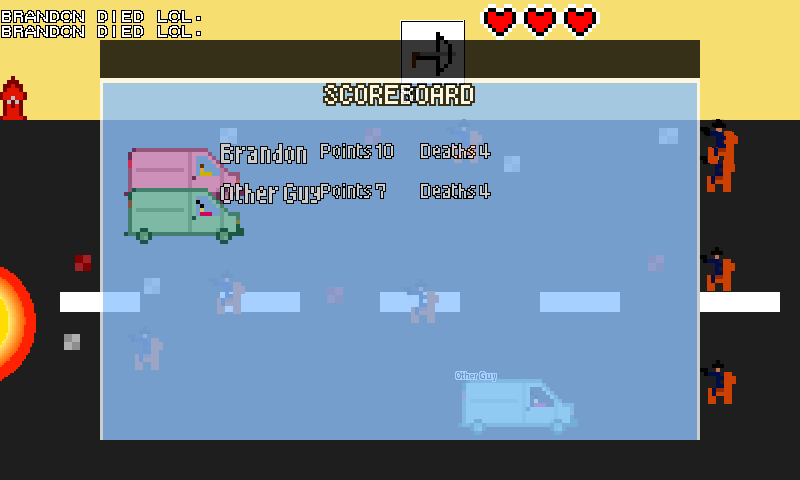 BRANDON DIED LOL.
BRANDON DIED LOL.
SCOREBOARD
Brandon Points 10 Deaths 4
Other Guy Points 7 Deaths 4
Other Guy